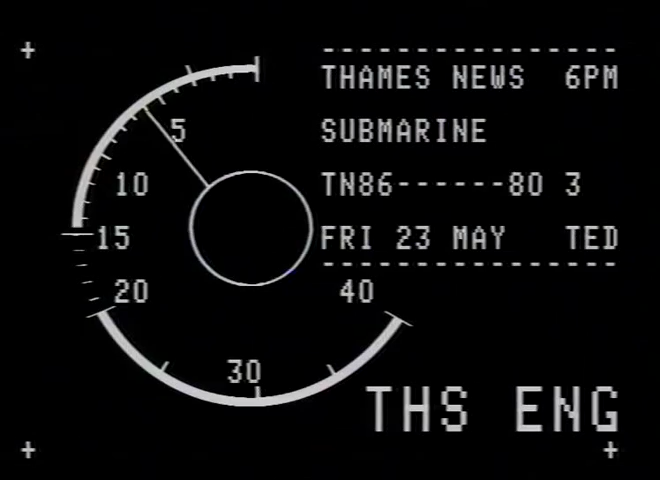 THAMES NEWS 6PM
SUBMARINE
TN86------80 3
FRI 23 MAY TED
5
10
15
20
30
40
THS ENG